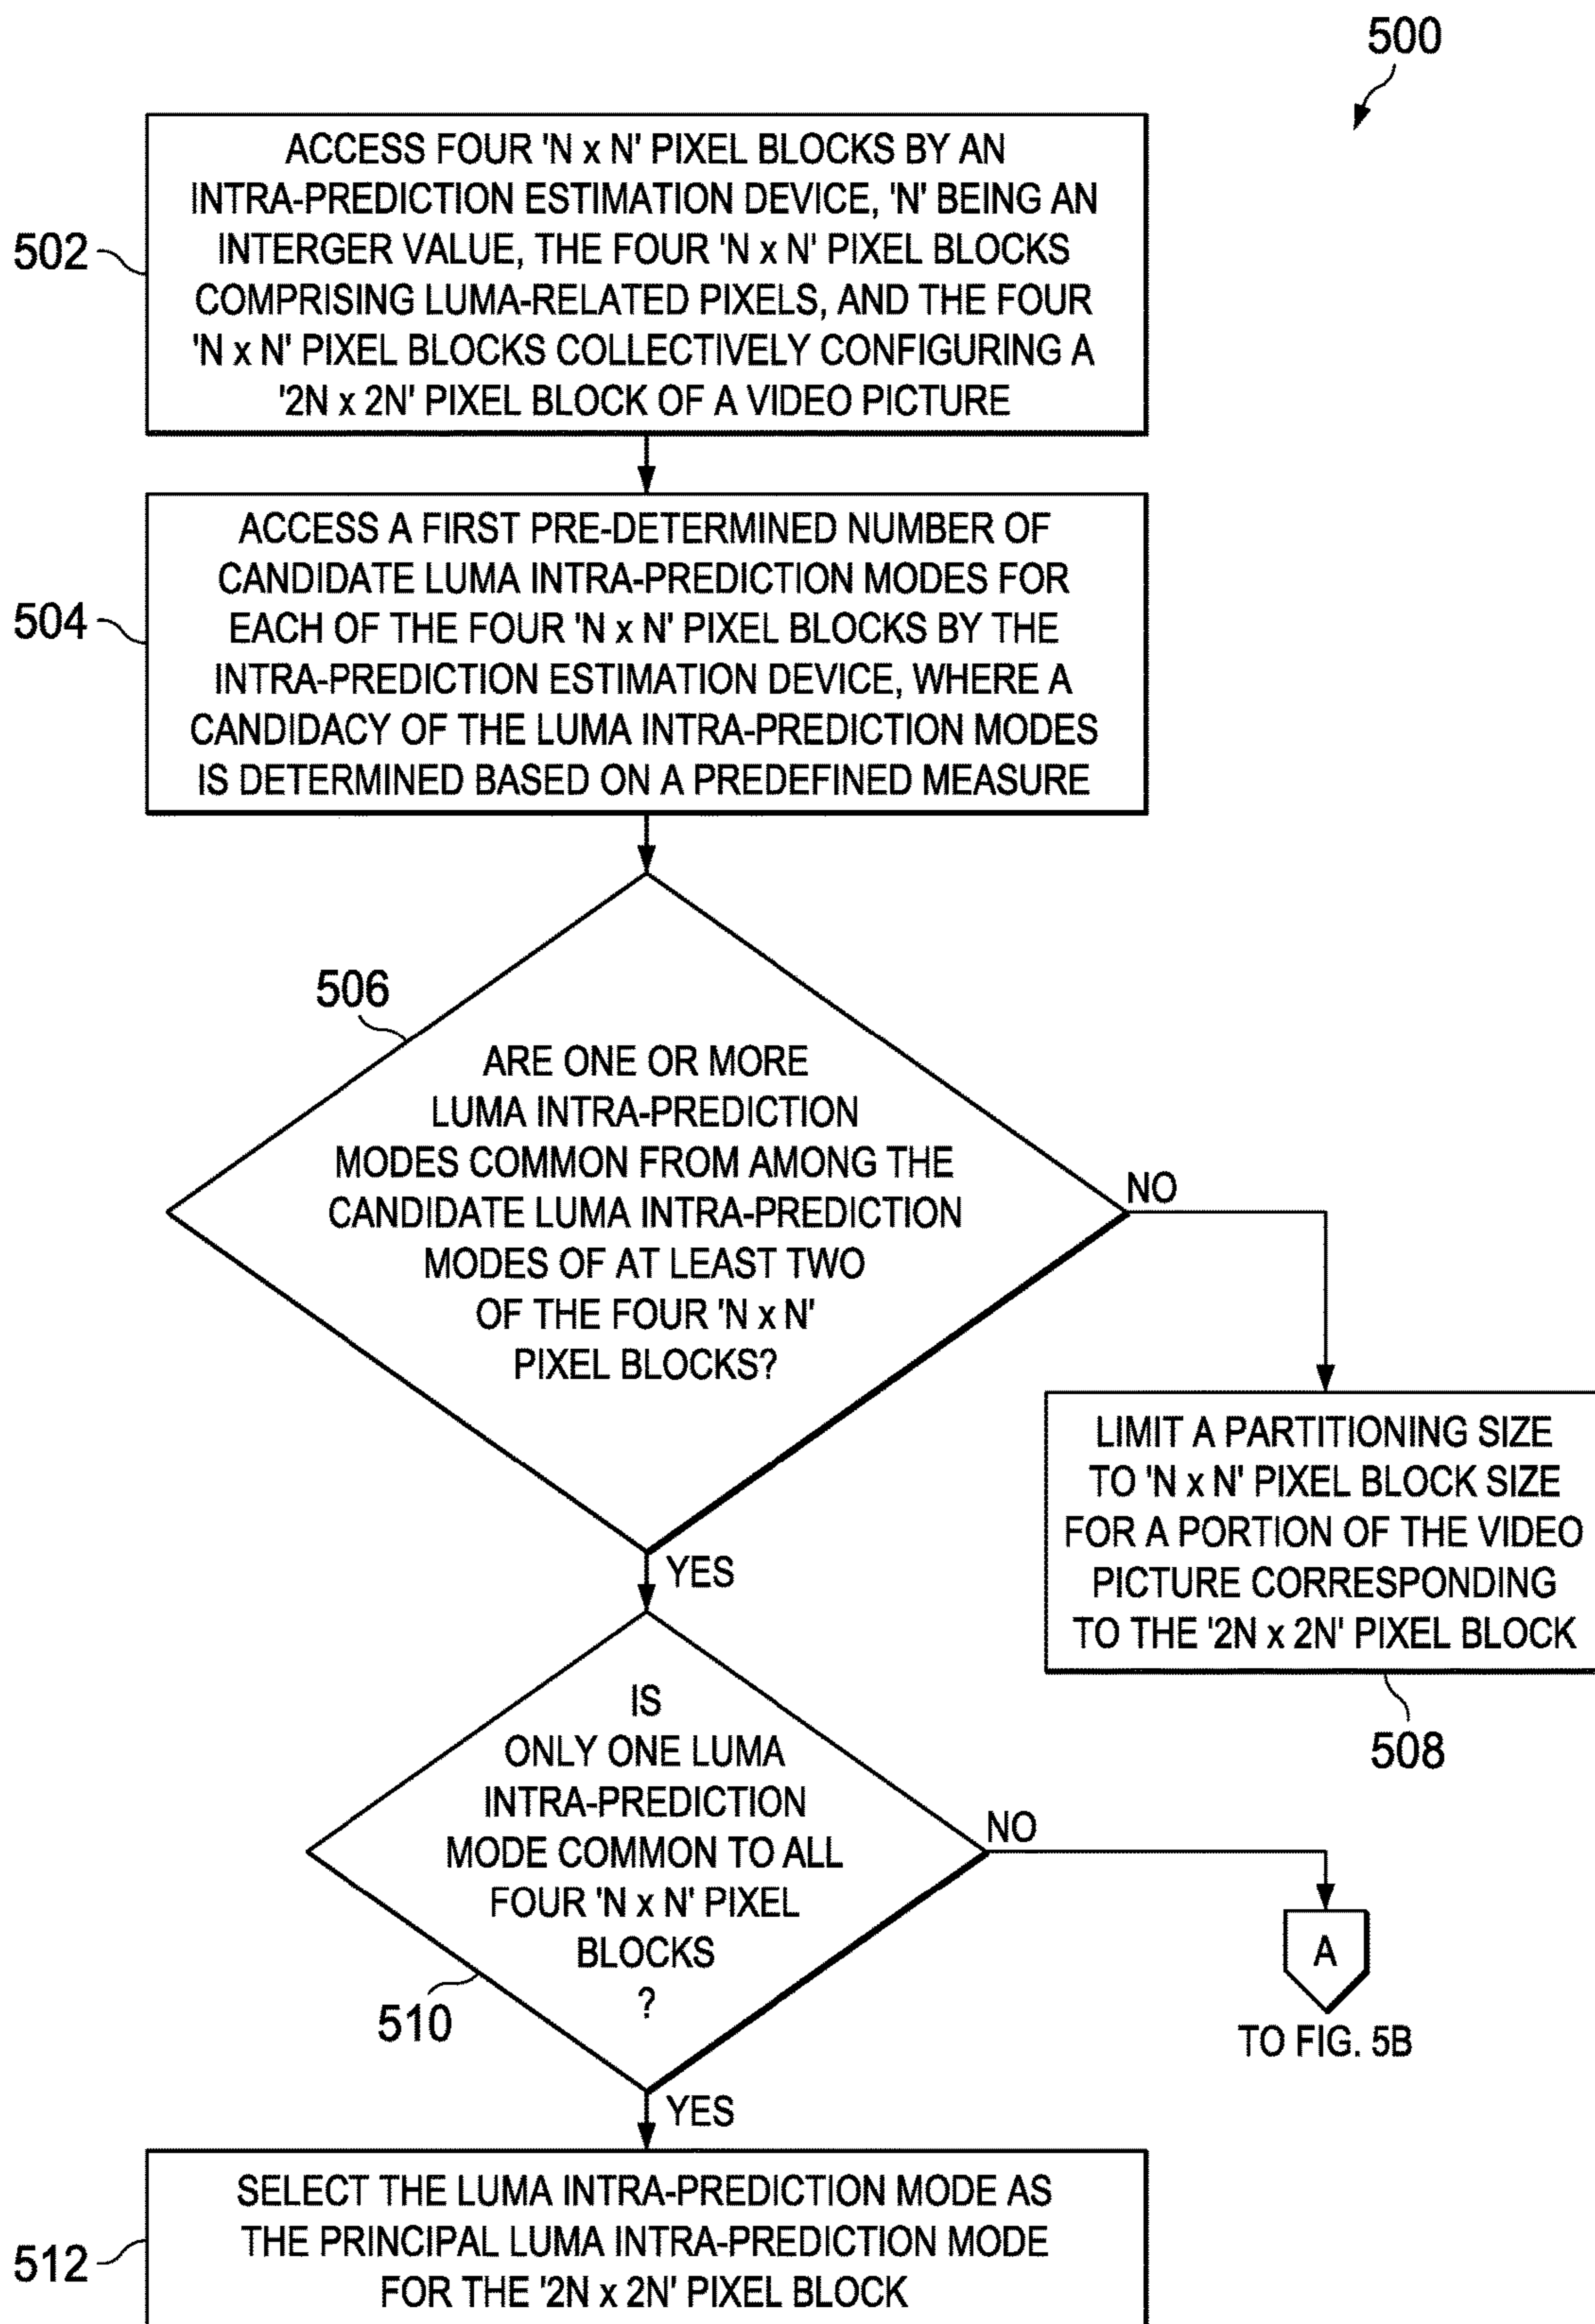 500
ACCESS FOUR 'N x N' PIXEL BLOCKS BY AN
INTRA-PREDICTION ESTIMATION DEVICE, 'N' BEING AN
INTERGER VALUE, THE FOUR 'N x N' PIXEL BLOCKS
COMPRISING LUMA-RELATED PIXELS, AND THE FOUR
'N x N' PIXEL BLOCKS COLLECTIVELY CONFIGURING A
'2N x 2N' PIXEL BLOCK OF A VIDEO PICTURE
502
ACCESS A FIRST PRE-DETERMINED NUMBER OF
CANDIDATE LUMA INTRA-PREDICTION MODES FOR
EACH OF THE FOUR 'N x N' PIXEL BLOCKS BY THE
INTRA-PREDICTION ESTIMATION DEVICE, WHERE A
CANDIDACY OF THE LUMA INTRA-PREDICTION MODES
IS DETERMINED BASED ON A PREDEFINED MEASURE
504
506
ARE ONE OR MORE
LUMA INTRA-PREDICTION
MODES COMMON FROM AMONG THE
CANDIDATE LUMA INTRA-PREDICTION
MODES OF AT LEAST TWO
OF THE FOUR 'N x N'
PIXEL BLOCKS?
NO
YES
LIMIT A PARTITIONING SIZE
TO 'N x N' PIXEL BLOCK SIZE
FOR A PORTION OF THE VIDEO
PICTURE CORRESPONDING
TO THE '2N x 2N' PIXEL BLOCK
508
IS
ONLY ONE LUMA
INTRA-PREDICTION
MODE COMMON TO ALL
FOUR 'N x N' PIXEL
BLOCKS
?
510
NO
A
TO FIG. 5B
YES
SELECT THE LUMA INTRA-PREDICTION MODE AS
THE PRINCIPAL LUMA INTRA-PREDICTION MODE
FOR THE '2N x 2N' PIXEL BLOCK
512